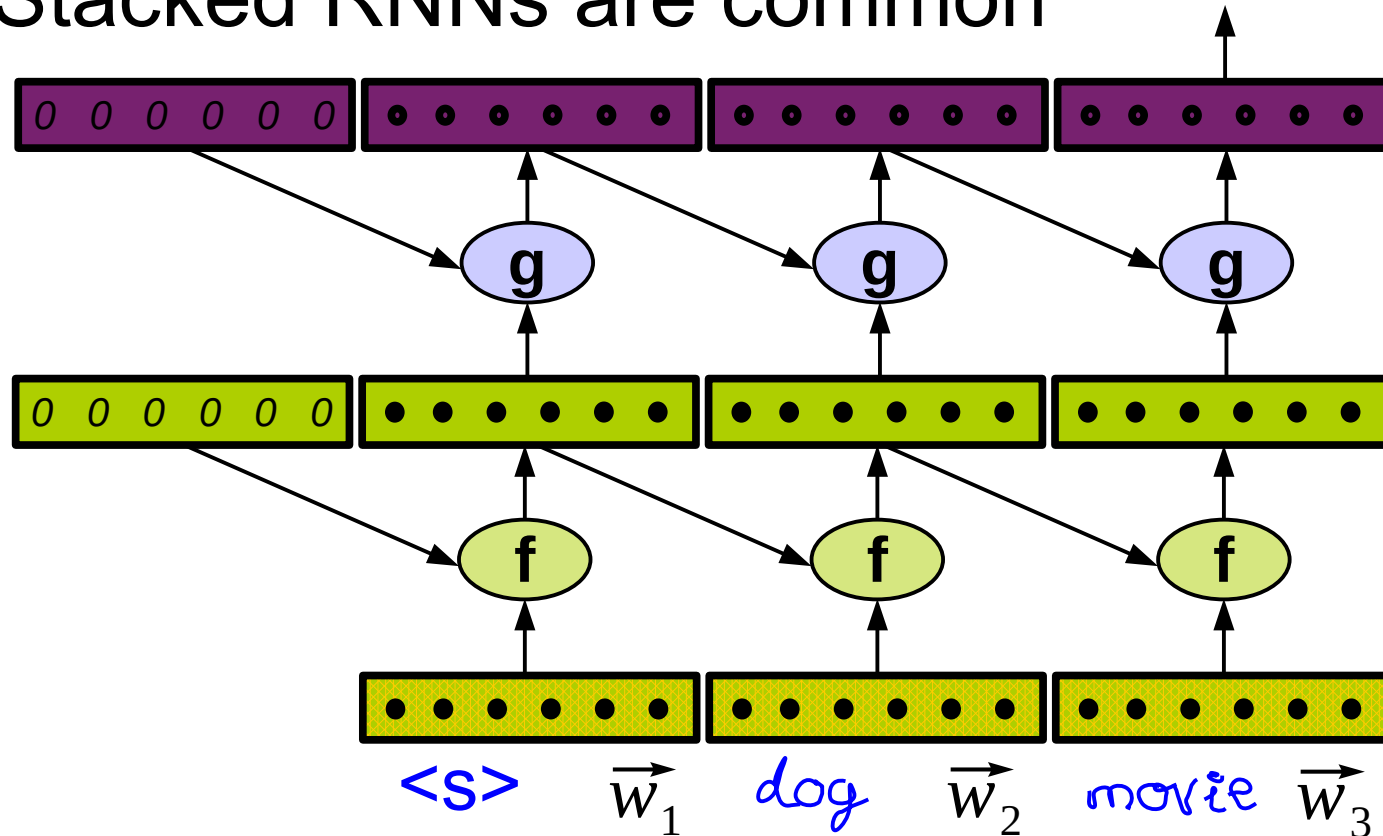 Stacked RNNs are common
0 0 0 0 0 0
g g g
0 0 0 0 0 0
f f f
<s> w₁ dog w₂ movie w₃